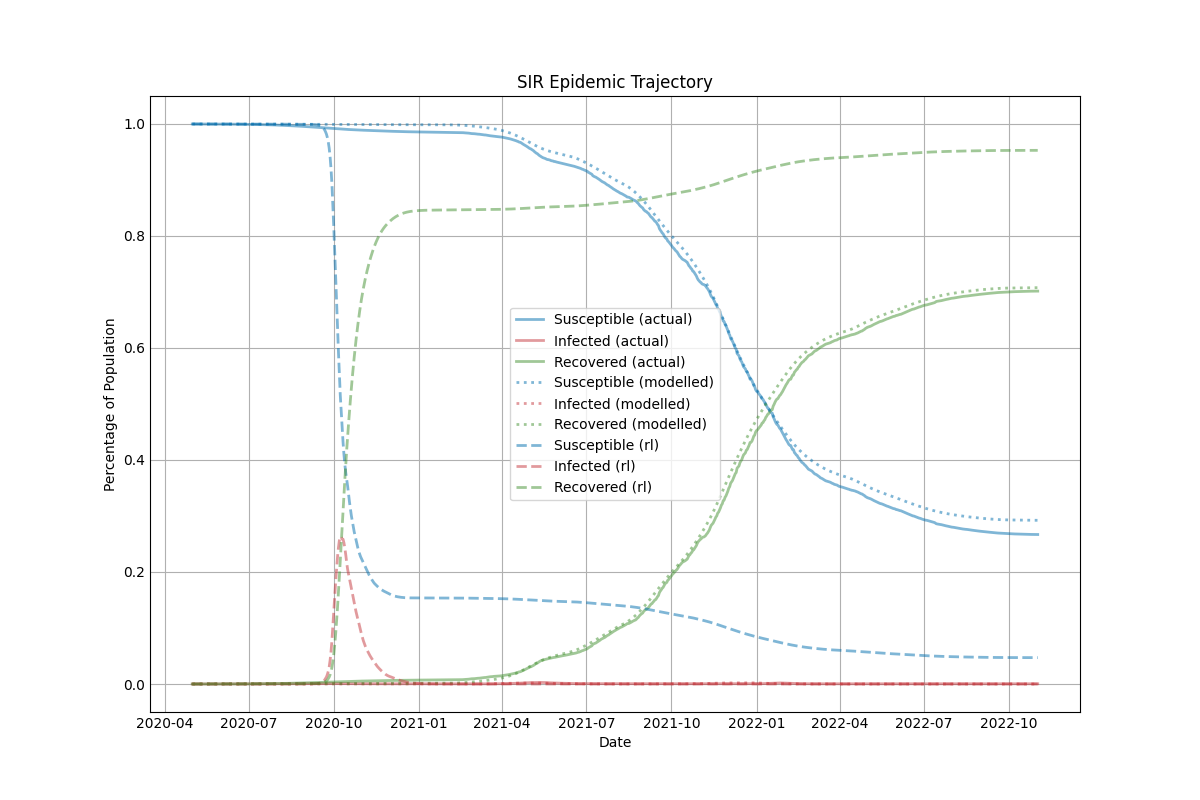 SIR Epidemic Trajectory
Percentage of Population
1.0
0.8
0.6
0.4
0.2
0.0
Susceptible (actual)
Infected (actual)
Recovered (actual)
Susceptible (modelled)
Infected (modelled)
Recovered (modelled)
Susceptible (rl)
Infected (rl)
Recovered (rl)
2020-04 2020-07 2020-10 2021-01 2021-04 2021-07 2021-10 2022-01 2022-04 2022-07 2022-10
Date